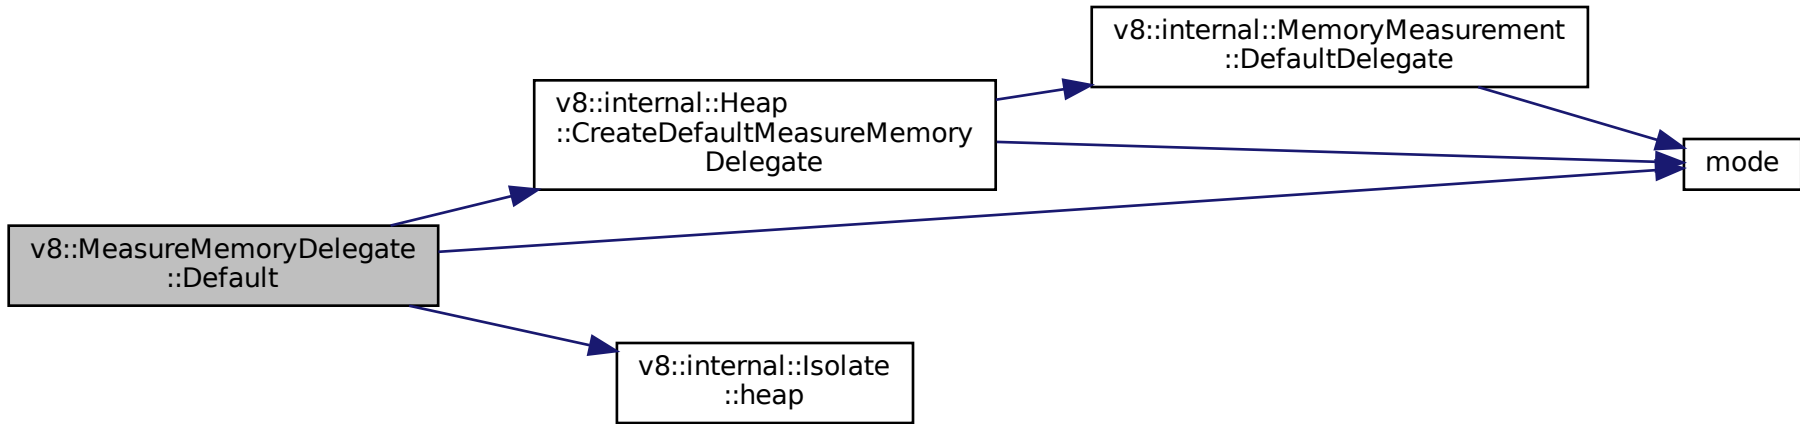 v8::internal::MemoryMeasurement
::DefaultDelegate
v8::internal::Heap
::CreateDefaultMeasureMemory
Delegate
mode
v8::MeasureMemoryDelegate
::Default
v8::internal::Isolate
::heap